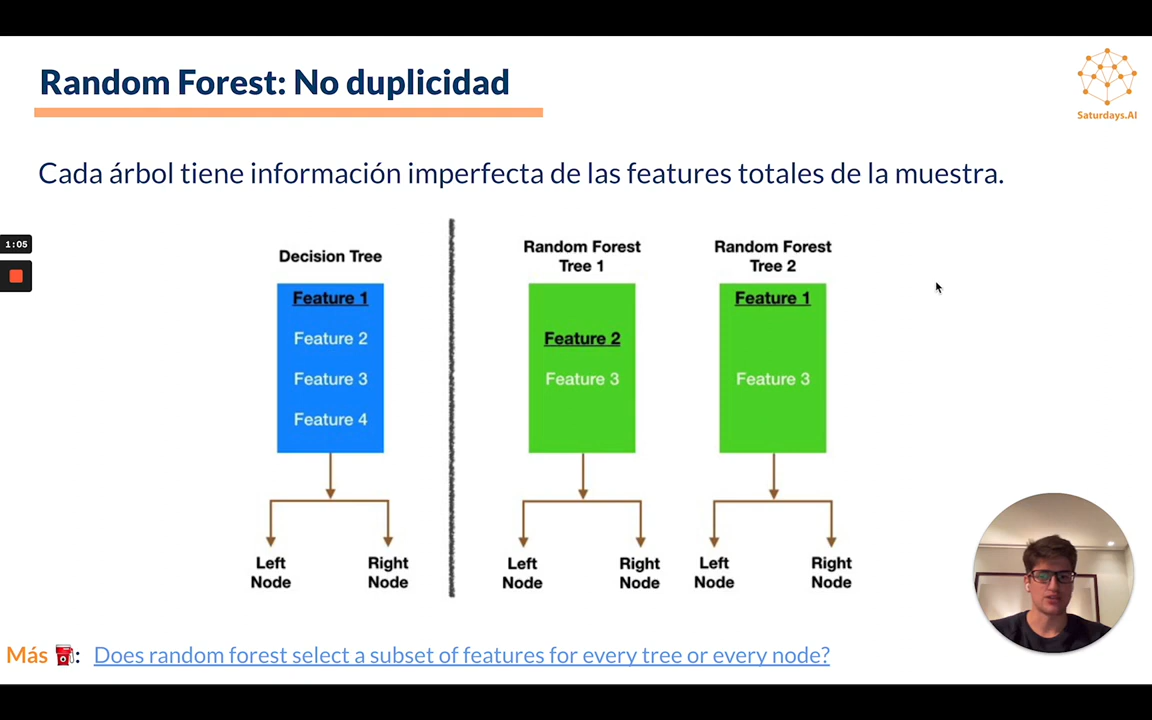 Random Forest: No duplicidad
Saturdays.AI
Cada árbol tiene información imperfecta de las features totales de la muestra.
1:05
Decision Tree
Feature 1
Feature 2
Feature 3
Feature 4
Left
Node
Right
Node
Random Forest
Tree 1
Feature 2
Feature 3
Left
Node
Right
Node
Random Forest
Tree 2
Feature 1
Feature 3
Left
Node
Right
Node
Más ⛽: Does random forest select a subset of features for every tree or every node?